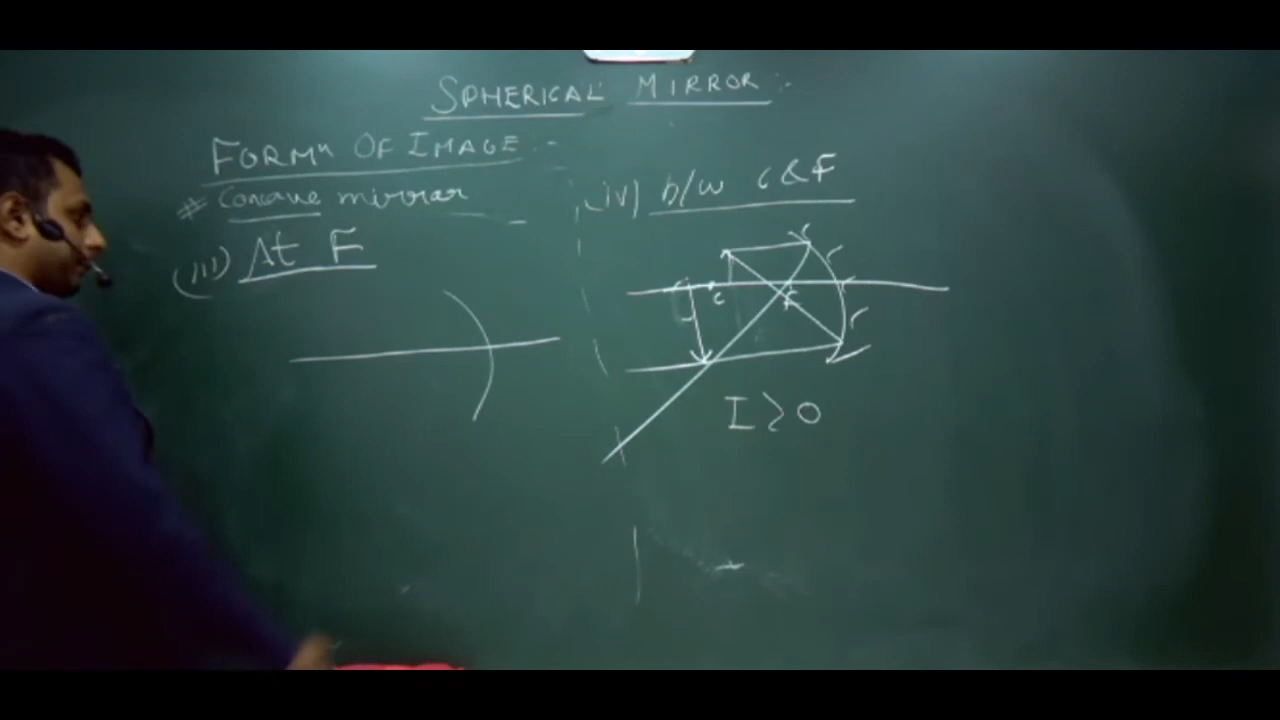 SPHERICAL MIRROR :-
FORMⁿ OF IMAGE :-
# Concave mirror
(iii) At F
iv) b/w C & F
C
F
I > O